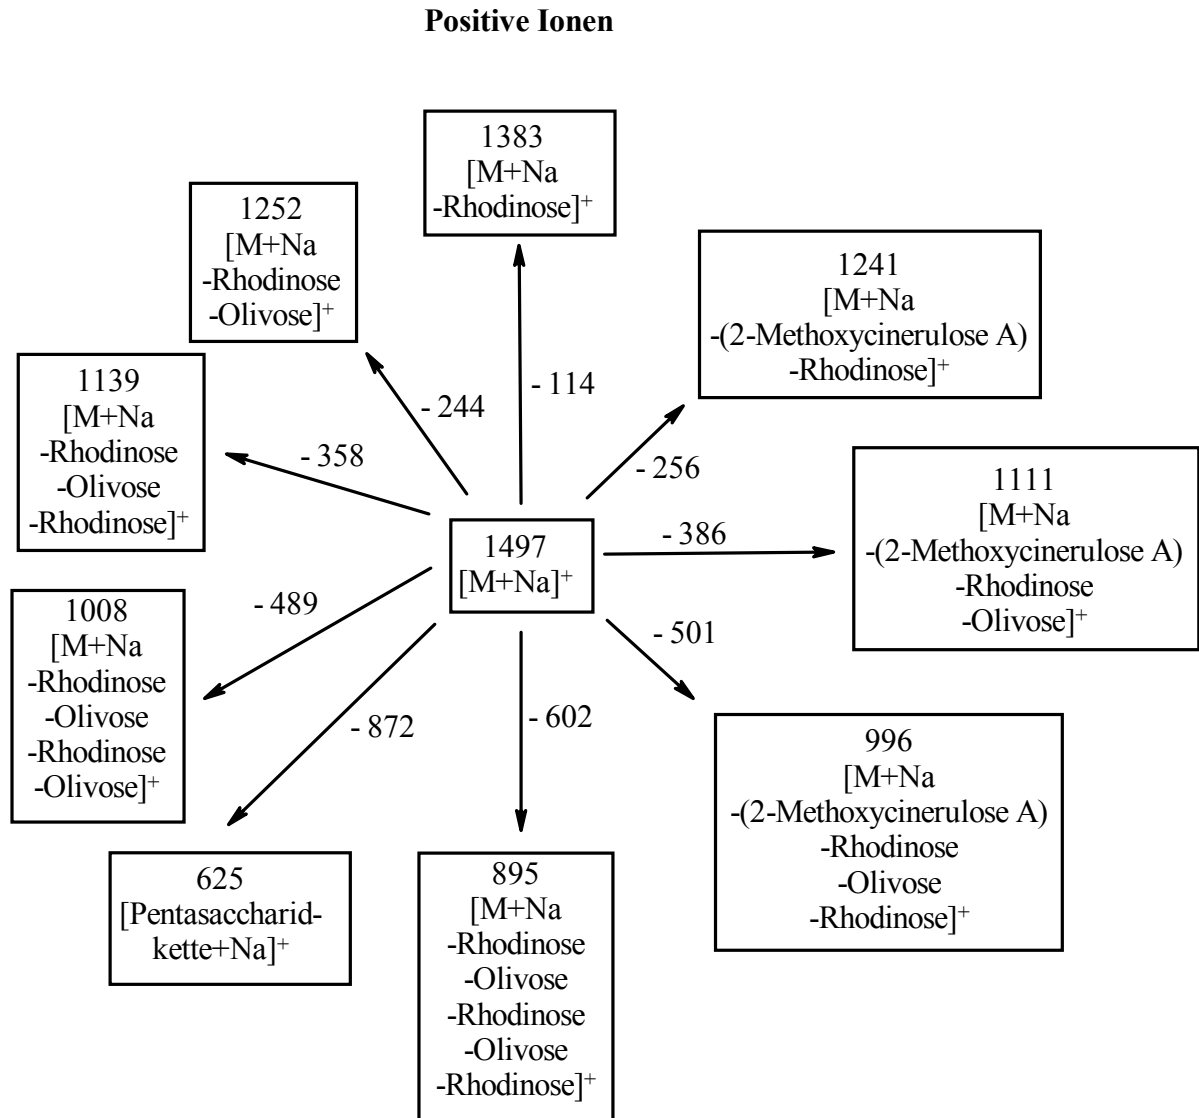 Positive Ionen
1383
[M+Na
-Rhodinose]⁺
1252
[M+Na
-Rhodinose
-Olivose]⁺
1241
[M+Na
-(2-Methoxycinerulose A)
-Rhodinose]⁺
1139
[M+Na
-Rhodinose
-Olivose
-Rhodinose]⁺
- 114
- 244
- 256
- 358
1111
[M+Na
-(2-Methoxycinerulose A)
-Rhodinose
-Olivose]⁺
- 386
1497
[M+Na]⁺
1008
[M+Na
-Rhodinose
-Olivose
-Rhodinose
-Olivose]⁺
- 489
- 501
- 872
- 602
996
[M+Na
-(2-Methoxycinerulose A)
-Rhodinose
-Olivose
-Rhodinose]⁺
625
[Pentasaccharid-
kette+Na]⁺
895
[M+Na
-Rhodinose
-Olivose
-Rhodinose
-Olivose
-Rhodinose]⁺